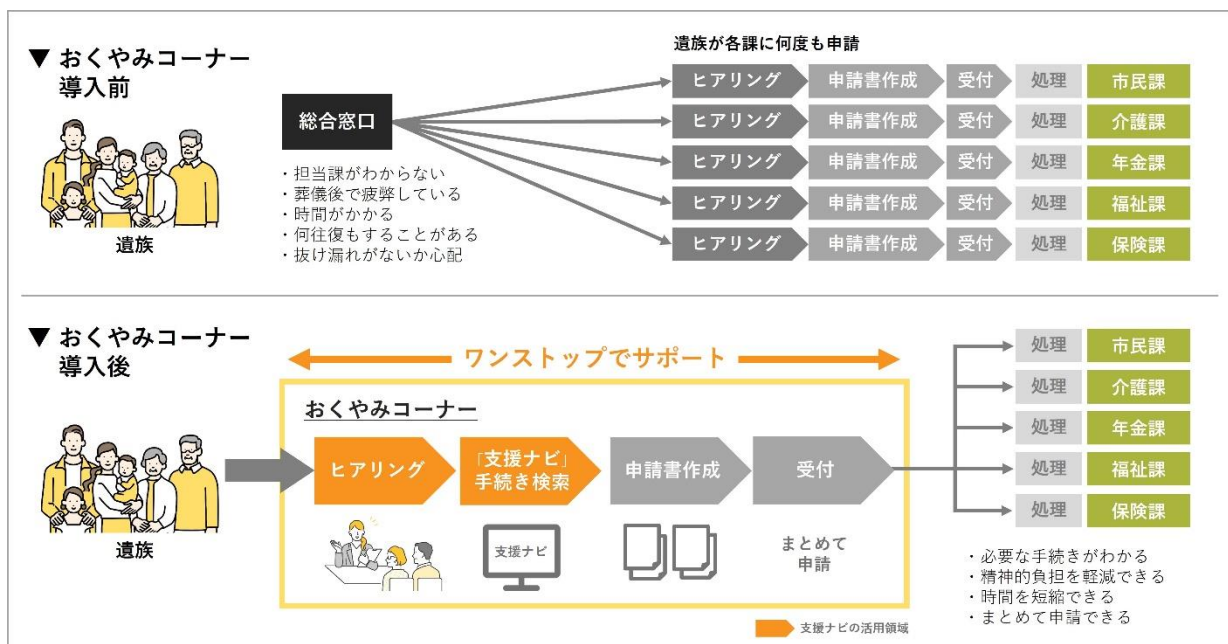 ▼ おくやみコーナー
導入前
遺族
総合窓口
・担当課がわからない
・葬儀後で疲弊している
・時間がかかる
・何往復もすることがある
・抜け漏れがないか心配
遺族が各課に何度も申請
ヒアリング 申請書作成 受付 処理 市民課
ヒアリング 申請書作成 受付 処理 介護課
ヒアリング 申請書作成 受付 処理 年金課
ヒアリング 申請書作成 受付 処理 福祉課
ヒアリング 申請書作成 受付 処理 保険課
▼ おくやみコーナー
導入後
遺族
ワンストップでサポート
おくやみコーナー
ヒアリング
「支援ナビ」
手続き検索
申請書作成
受付
支援ナビ
まとめて
申請
支援ナビの活用領域
処理 市民課
処理 介護課
処理 年金課
処理 福祉課
処理 保険課
・必要な手続きがわかる
・精神的負担を軽減できる
・時間を短縮できる
・まとめて申請できる